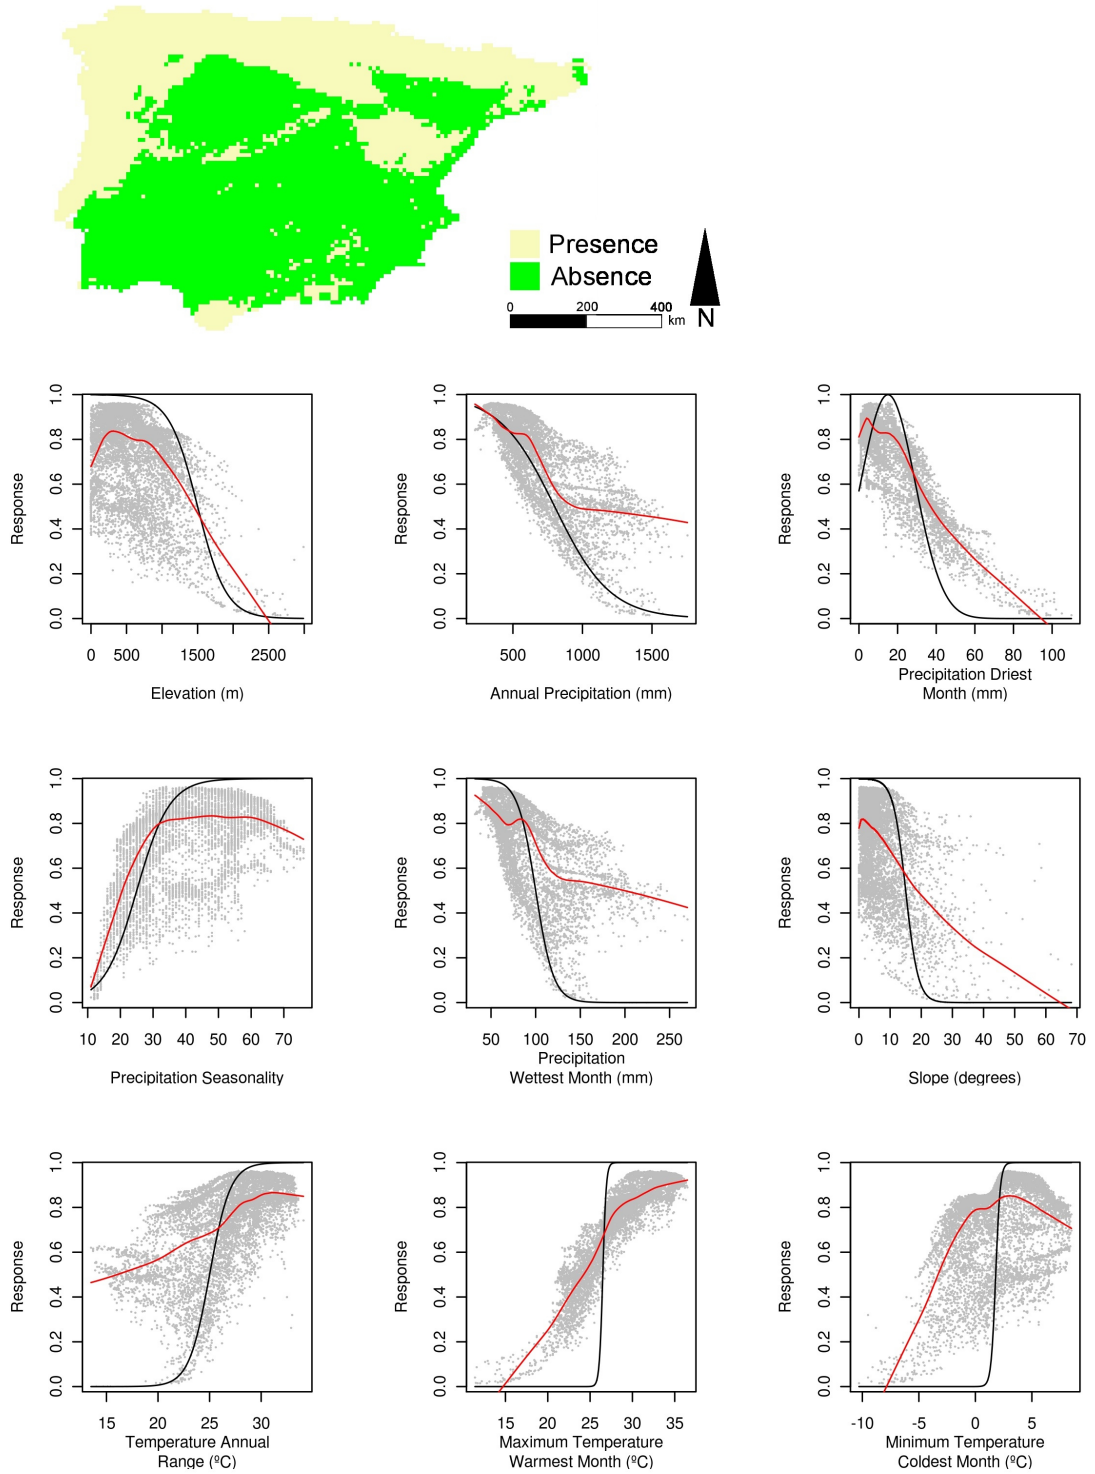 Presence
Absence
0 200 400
km
N
1.0 0.8 0.6 0.4 0.2 0.0
Response
0 500 1500 2500
Elevation (m)
1.0 0.8 0.6 0.4 0.2 0.0
Response
500 1000 1500
Annual Precipitation (mm)
1.0 0.8 0.6 0.4 0.2 0.0
Response
0 20 40 60 80 100
Precipitation Driest
Month (mm)
1.0 0.8 0.6 0.4 0.2 0.0
Response
10 20 30 40 50 60 70
Precipitation Seasonality
1.0 0.8 0.6 0.4 0.2 0.0
Response
50 100 150 200 250
Precipitation
Wettest Month (mm)
1.0 0.8 0.6 0.4 0.2 0.0
Response
0 10 20 30 40 50 60 70
Slope (degrees)
1.0 0.8 0.6 0.4 0.2 0.0
Response
15 20 25 30
Temperature Annual
Range (ºC)
1.0 0.8 0.6 0.4 0.2 0.0
Response
15 20 25 30 35
Maximum Temperature
Warmest Month (ºC)
1.0 0.8 0.6 0.4 0.2 0.0
Response
-10 -5 0 5
Minimum Temperature
Coldest Month (ºC)